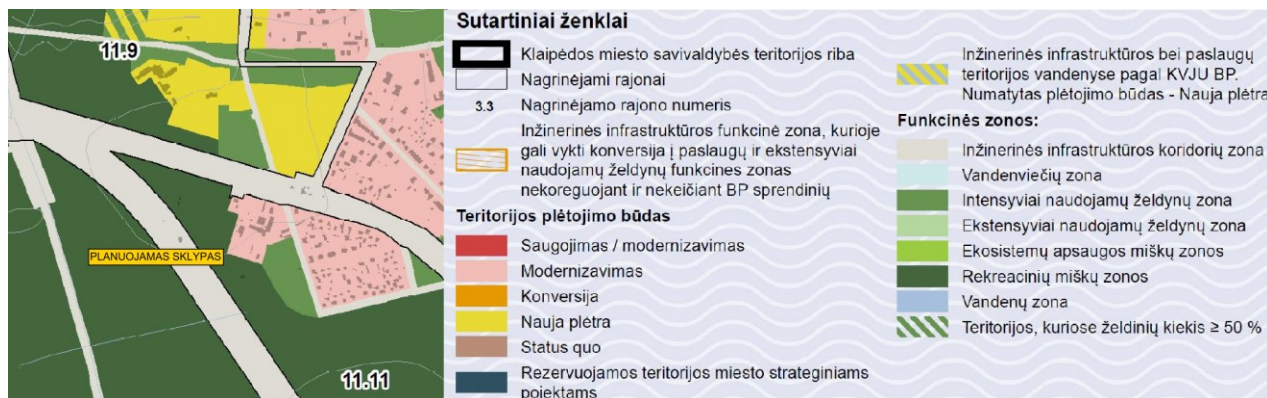 11.9
PLANUOJAMAS SKLYPAS
11.11
Sutartiniai ženklai
Klaipėdos miesto savivaldybės teritorijos riba
Nagrinėjami rajonai
3.3 Nagrinėjamo rajono numeris
Inžinerinės infrastruktūros funkcinė zona, kurioje
gali vykti konversija į paslaugų ir ekstensyviai
naudojamų želdynų funkcines zonas
nekoreguojant ir nekeičiant BP sprendinių
Teritorijos plėtojimo būdas
Saugojimas / modernizavimas
Modernizavimas
Konversija
Nauja plėtra
Status quo
Rezervuojamos teritorijos miesto strateginiams
pojektams
Inžinerinės infrastruktūros bei paslaugų
teritorijos vandenyse pagal KVJU BP.
Numatytas plėtojimo būdas - Nauja plėtra
Funkcinės zonos:
Inžinerinės infrastruktūros koridorių zona
Vandenviečių zona
Intensyviai naudojamų želdynų zona
Ekstensyviai naudojamų želdynų zona
Ekosistemų apsaugos miškų zonos
Rekreacinių miškų zonos
Vandenų zona
Teritorijos, kuriose želdinių kiekis ≥ 50 %